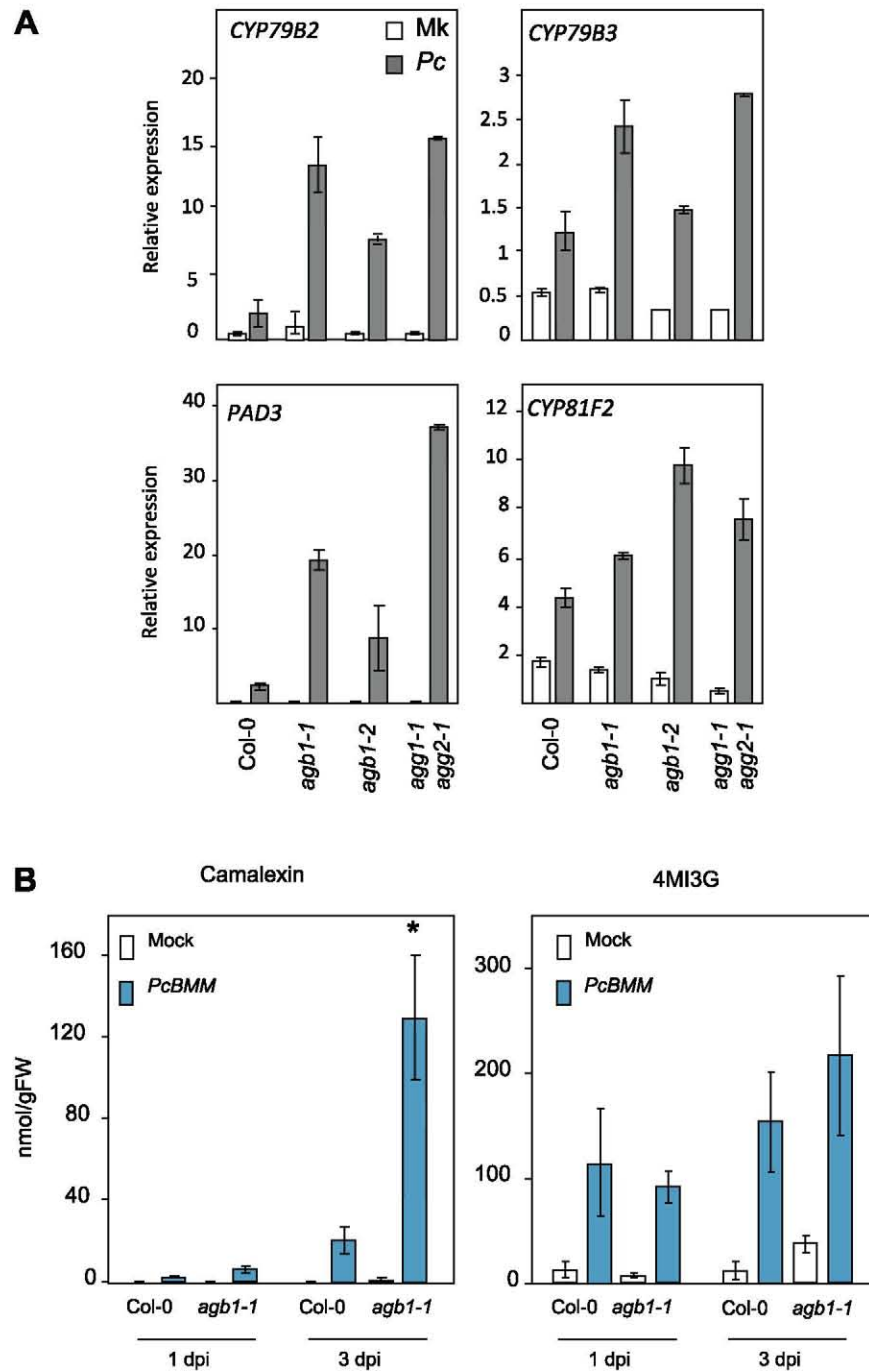 A
CYP79B2
Mk
Pc
Relative expression
20
15
10
5
0
CYP79B3
3
2.5
2
1.5
1
0.5
0
PAD3
Relative expression
40
30
20
10
CYP81F2
12
10
8
6
4
2
Col-0
agb1-1
agb1-2
agg1-1
agg2-1
Col-0
agb1-1
agb1-2
agg1-1
agg2-1
B
Camalexin
Mock
PcBMM
*
nmol/gFW
160
120
80
40
0
Col-0 agb1-1 Col-0 agb1-1
1 dpi 3 dpi
4MI3G
Mock
PcBMM
300
200
100
0
Col-0 agb1-1 Col-0 agb1-1
1 dpi 3 dpi